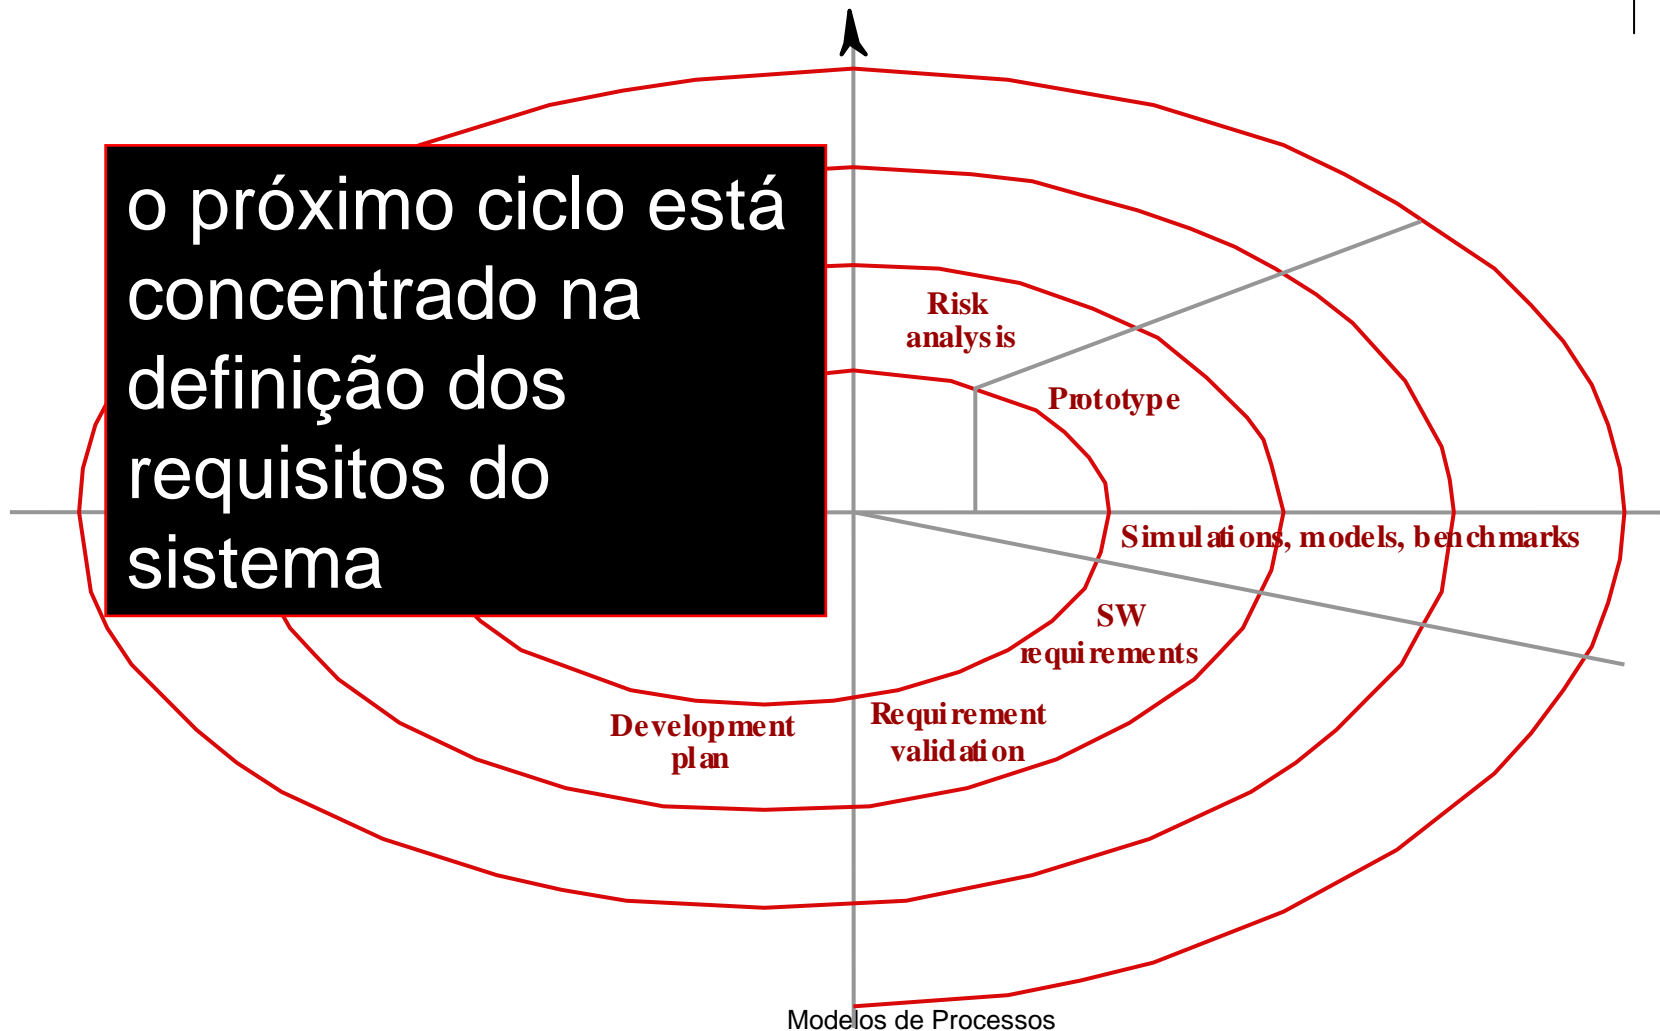 o próximo ciclo está
concentrado na
definição dos
requisitos do
sistema
Risk
analysis
Prototype
Simulations, models, benchmarks
SW
requirements
Requirement
validation
Development
plan
Modelos de Processos